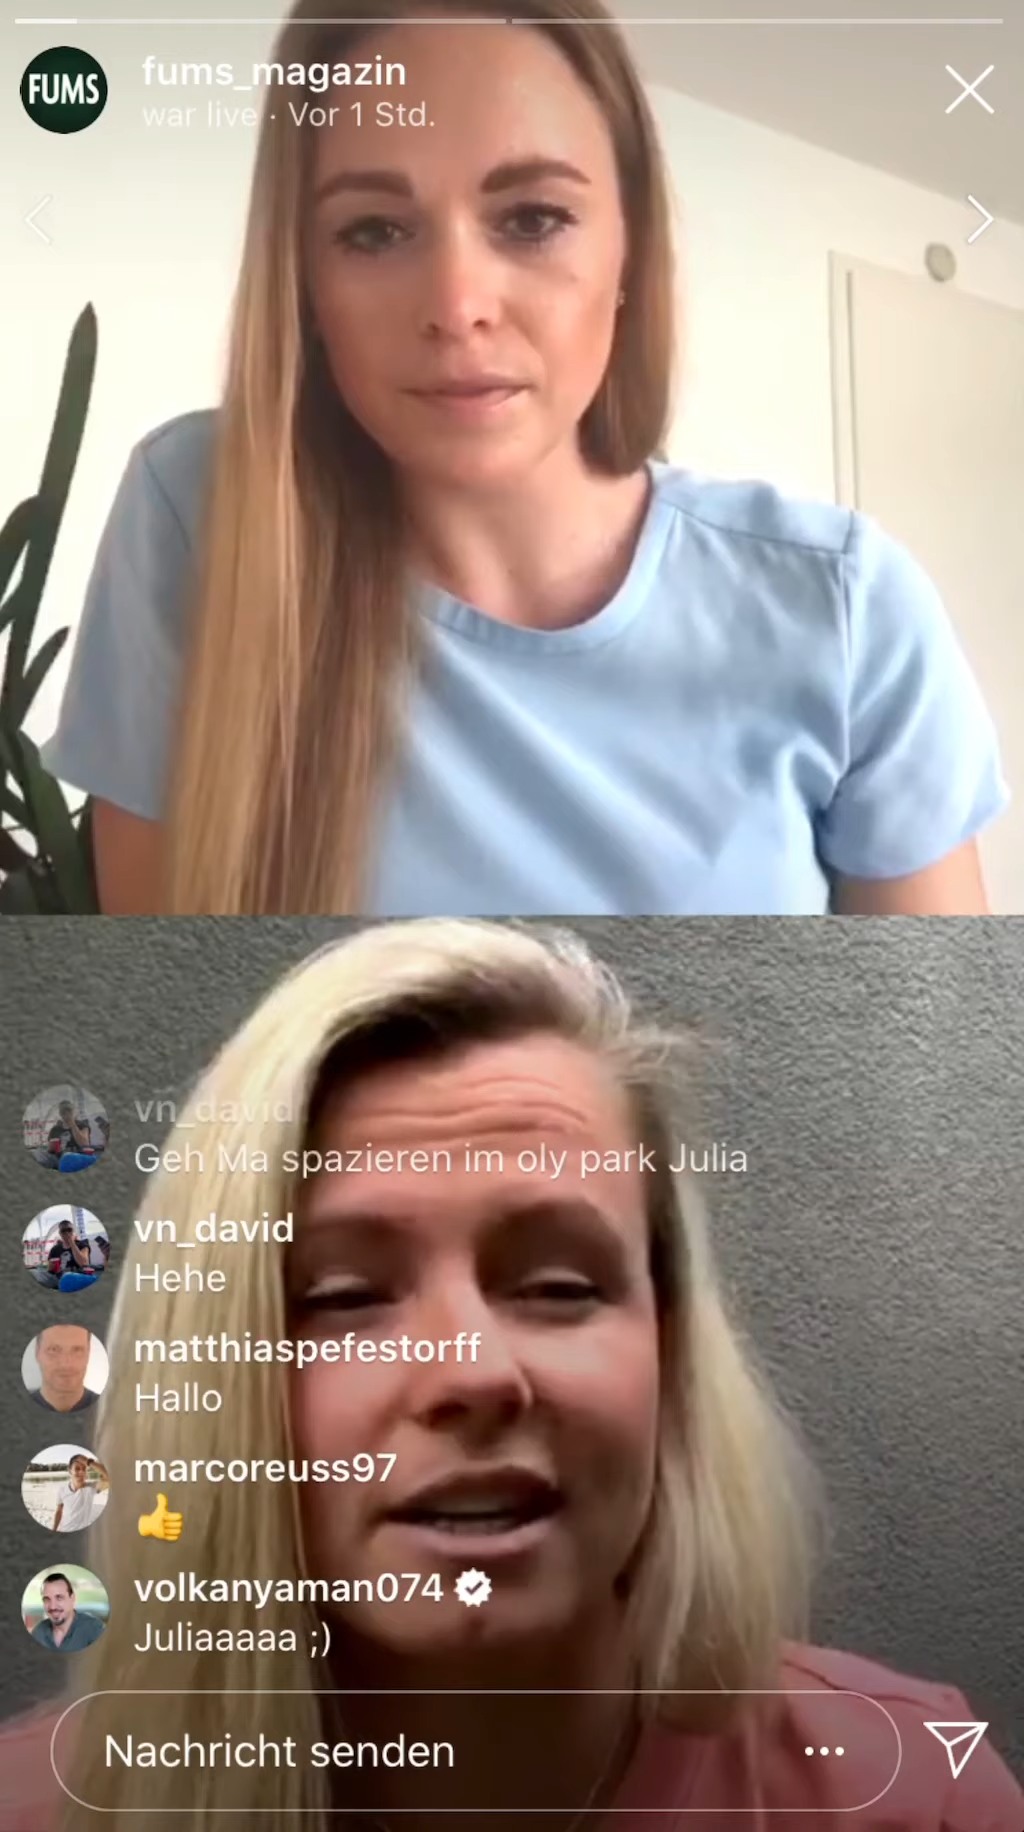 FUMS
fums_magazin
war live · Vor 1 Std.
vn_david
Geh Ma spazieren im oly park Julia
vn_david
Hehe
matthiaspefestorff
Hallo
marcoreuss97
👍
volkanyaman074
Juliaaaaa ;)
Nachricht senden